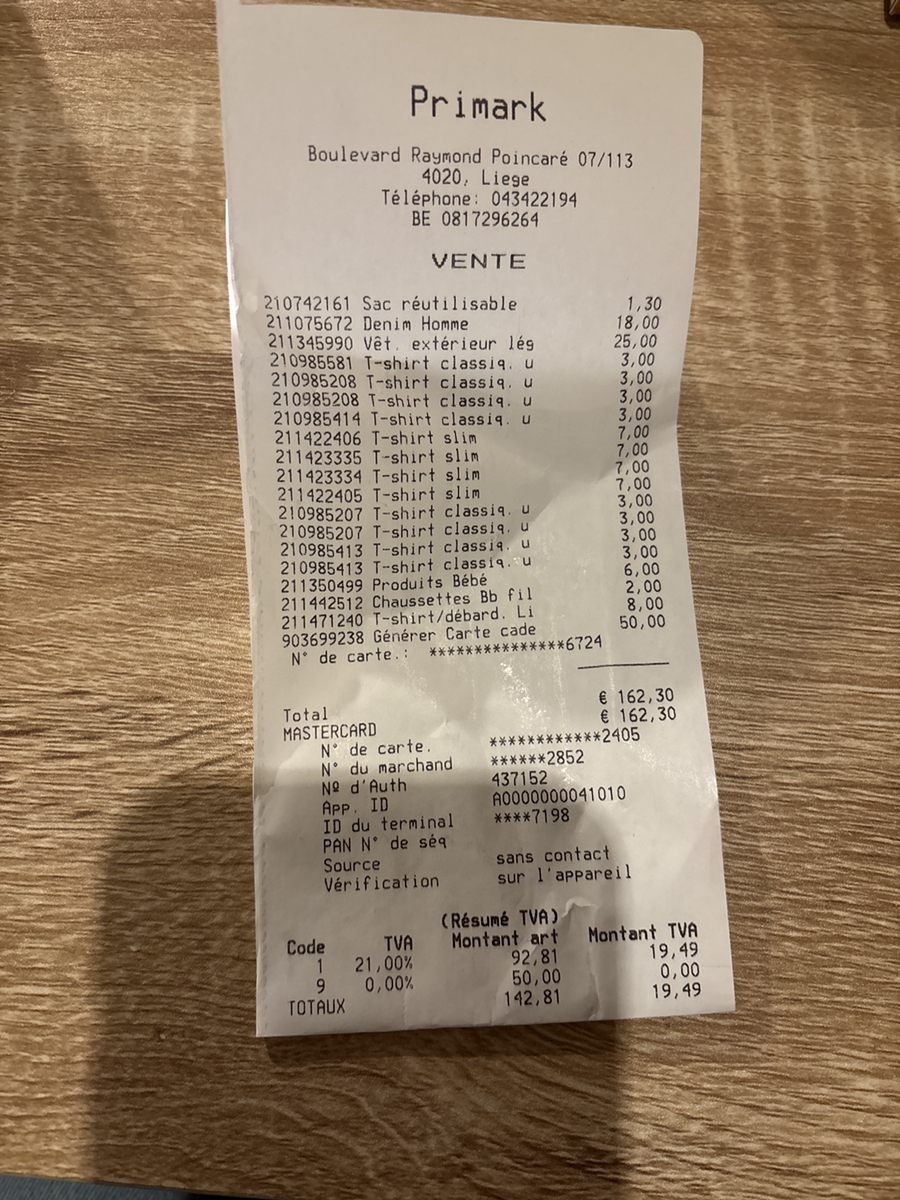 Primark
Boulevard Raymond Poincaré 07/113
4020, Liege
Téléphone: 043422194
BE 0817296264
VENTE
210742161 Sac réutilisable 1,30
211075672 Denim Homme 18,00
211345990 Vêt. extérieur lég 25,00
210985581 T-shirt classiq. u 3,00
210985208 T-shirt classiq. u 3,00
210985208 T-shirt classiq. u 3,00
210985414 T-shirt classiq. u 3,00
211422406 T-shirt slim 7,00
211423335 T-shirt slim 7,00
211423334 T-shirt slim 7,00
211422405 T-shirt slim 7,00
210985207 T-shirt classiq. u 3,00
210985207 T-shirt classiq. u 3,00
210985413 T-shirt classiq. u 3,00
210985413 T-shirt classiq. u 3,00
211350499 Produits Bébé 6,00
211442512 Chaussettes Bb fil 2,00
211471240 T-shirt/débard. Li 8,00
903699238 Générer Carte cade 50,00
N° de carte.: ***************6724
Total € 162,30
MASTERCARD € 162,30
N° de carte. ************2405
N° du marchand ******2852
Nº d'Auth 437152
App. ID A0000000041010
ID du terminal ****7198
PAN N° de séq
Source sans contact
Vérification sur l'appareil
(Résumé TVA)
Code TVA Montant art Montant TVA
1 21,00% 92,81 19,49
9 0,00% 50,00 0,00
TOTAUX 142,81 19,49